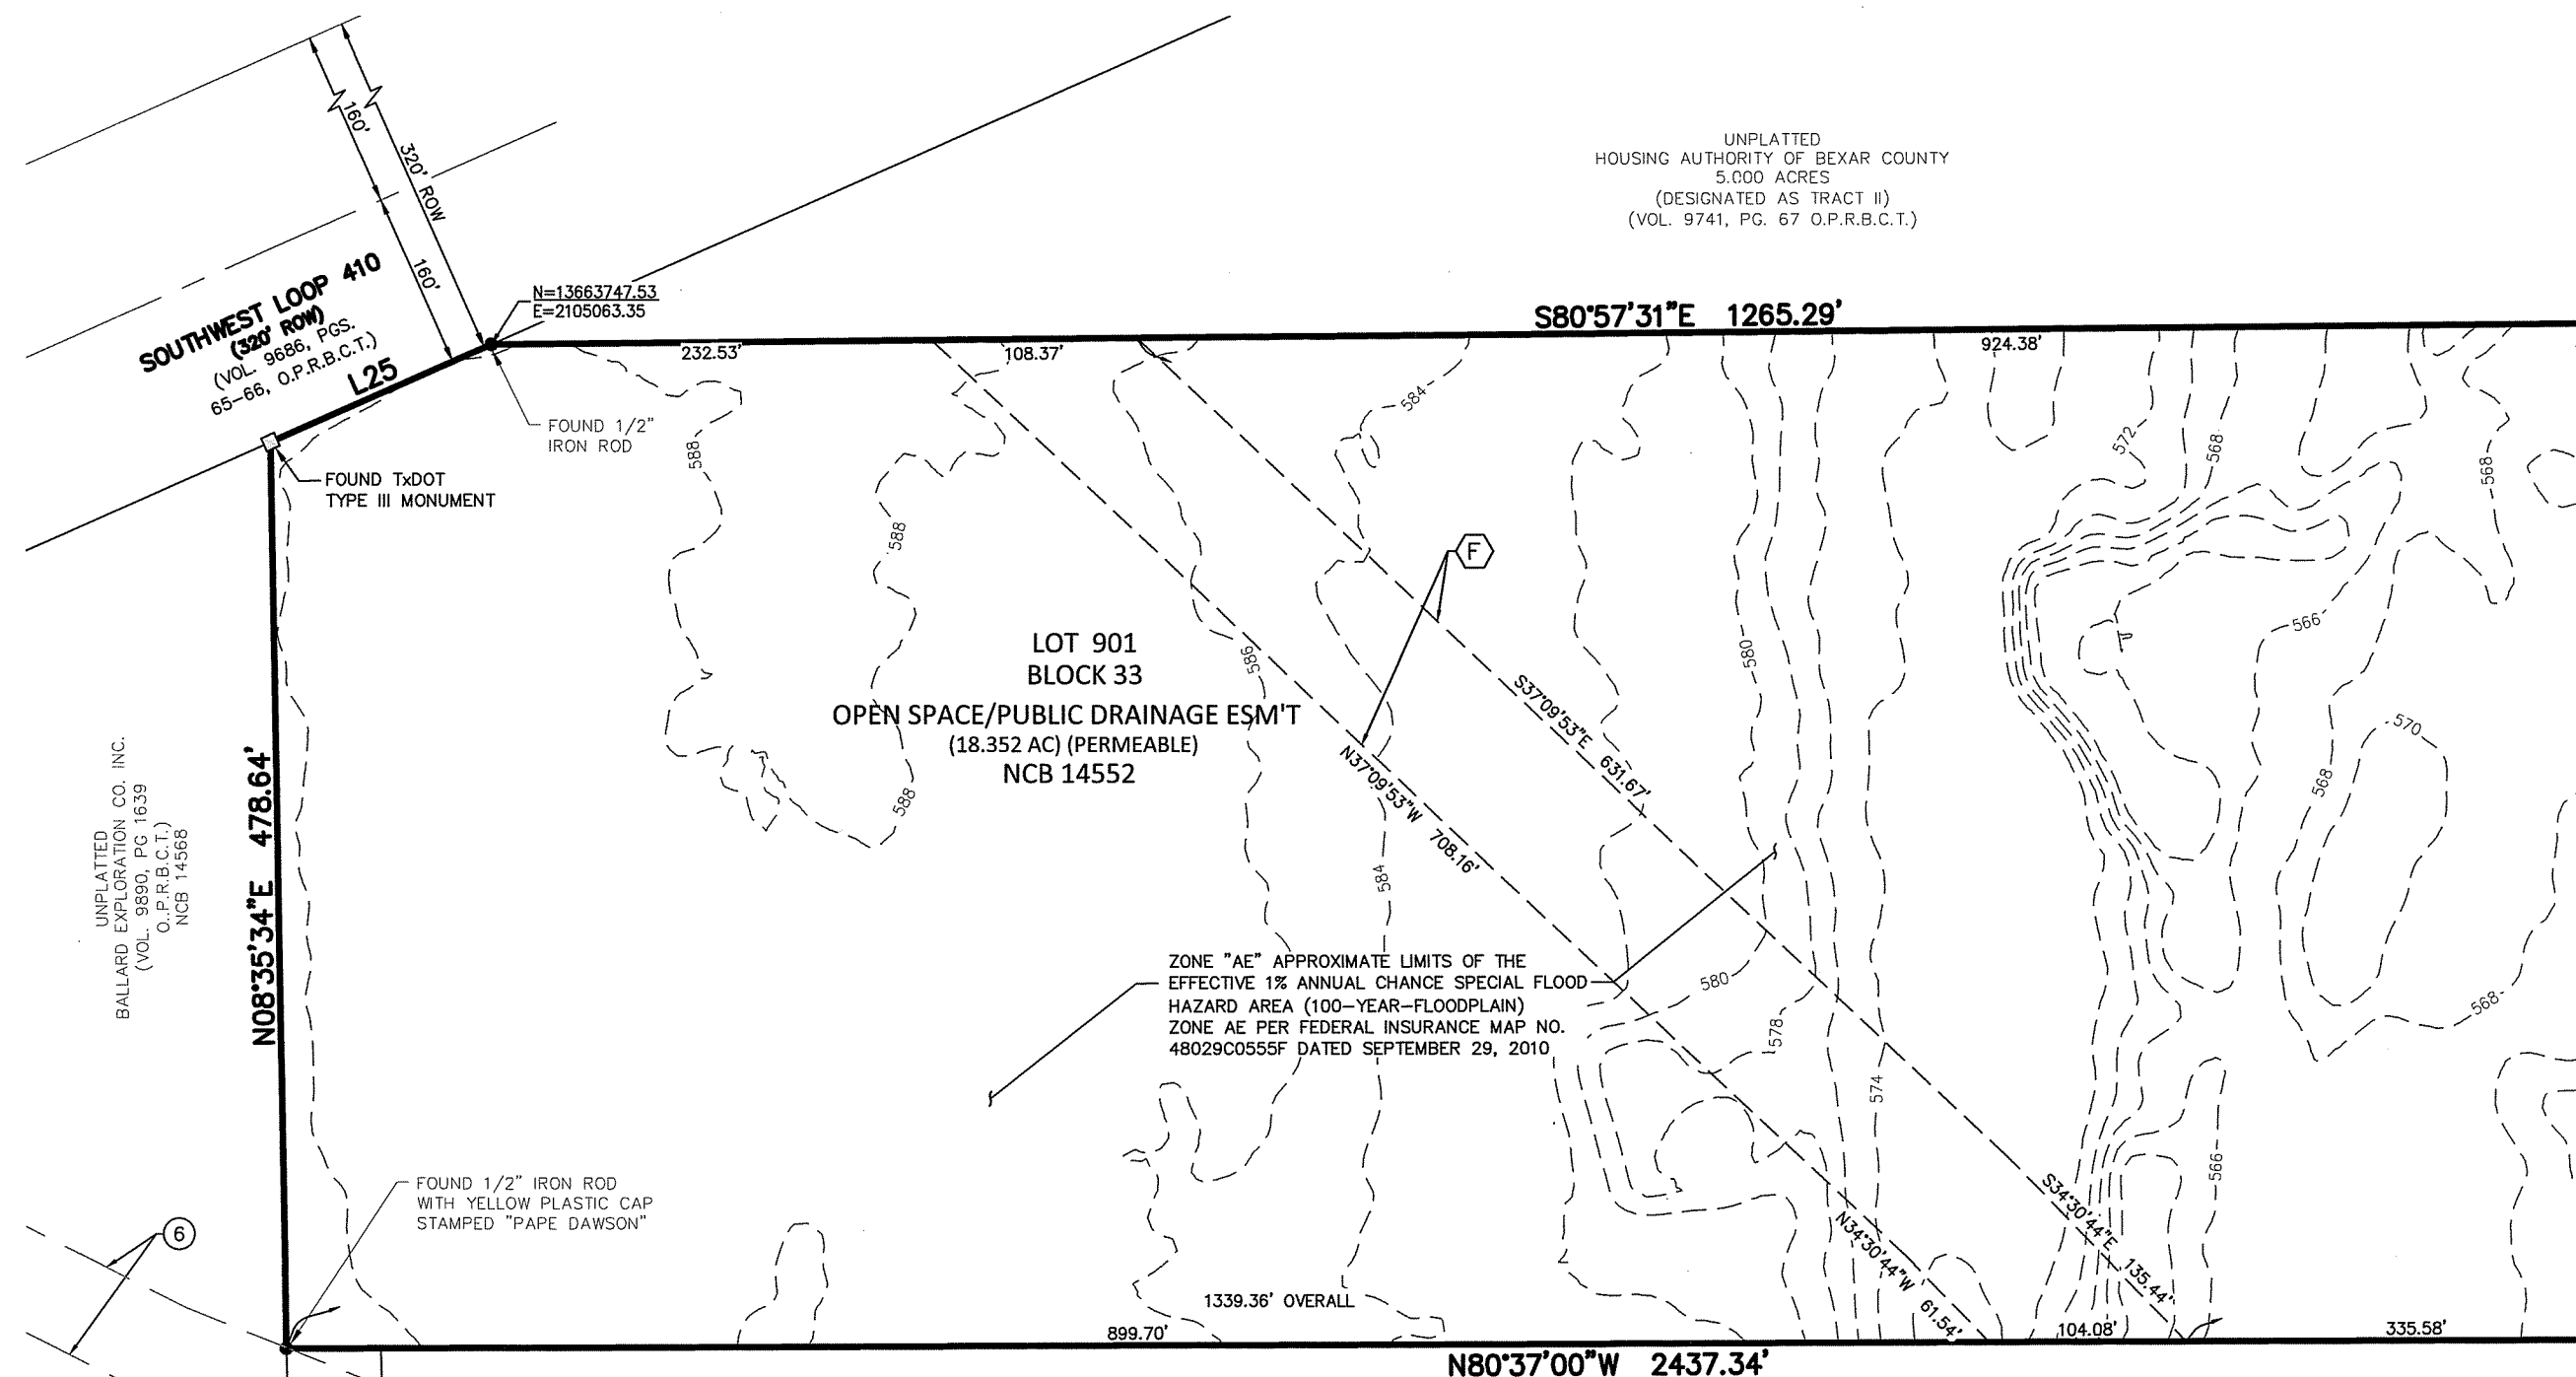 160'
320' ROW
160'
SOUTHWEST LOOP 410
(320' ROW)
(VOL. 9686, PGS.
65-66, O.P.R.B.C.T.)
L25
N=13663747.53
E=2105063.35
UNPLATTED
HOUSING AUTHORITY OF BEXAR COUNTY
5.000 ACRES
(DESIGNATED AS TRACT II)
(VOL. 9741, PG. 67 O.P.R.B.C.T.)
S80°57'31"E 1265.29'
232.53'
108.37'
924.38'
FOUND 1/2"
IRON ROD
FOUND TxDOT
TYPE III MONUMENT
588
588
588
584
572
568
568
F
LOT 901
BLOCK 33
OPEN SPACE/PUBLIC DRAINAGE ESM'T
(18.352 AC) (PERMEABLE)
NCB 14552
586
580
566
570
568
S37°09'53"E 631.67'
N37°09'53"W 708.16'
584
UNPLATTED
BALLARD EXPLORATION CO. INC.
(VOL. 9890, PG 1639
O.P.R.B.C.T.)
NCB 14568
N08°35'34"E 478.64'
ZONE "AE" APPROXIMATE LIMITS OF THE
EFFECTIVE 1% ANNUAL CHANCE SPECIAL FLOOD
HAZARD AREA (100-YEAR-FLOODPLAIN)
ZONE AE PER FEDERAL INSURANCE MAP NO.
48029C0555F DATED SEPTEMBER 29, 2010
580
578
574
568
566
FOUND 1/2" IRON ROD
WITH YELLOW PLASTIC CAP
STAMPED "PAPE DAWSON"
6
S34°30'44"E 135.44'
N34°30'44"W 61.54'
1339.36' OVERALL
899.70'
104.08'
335.58'
N80°37'00"W 2437.34'